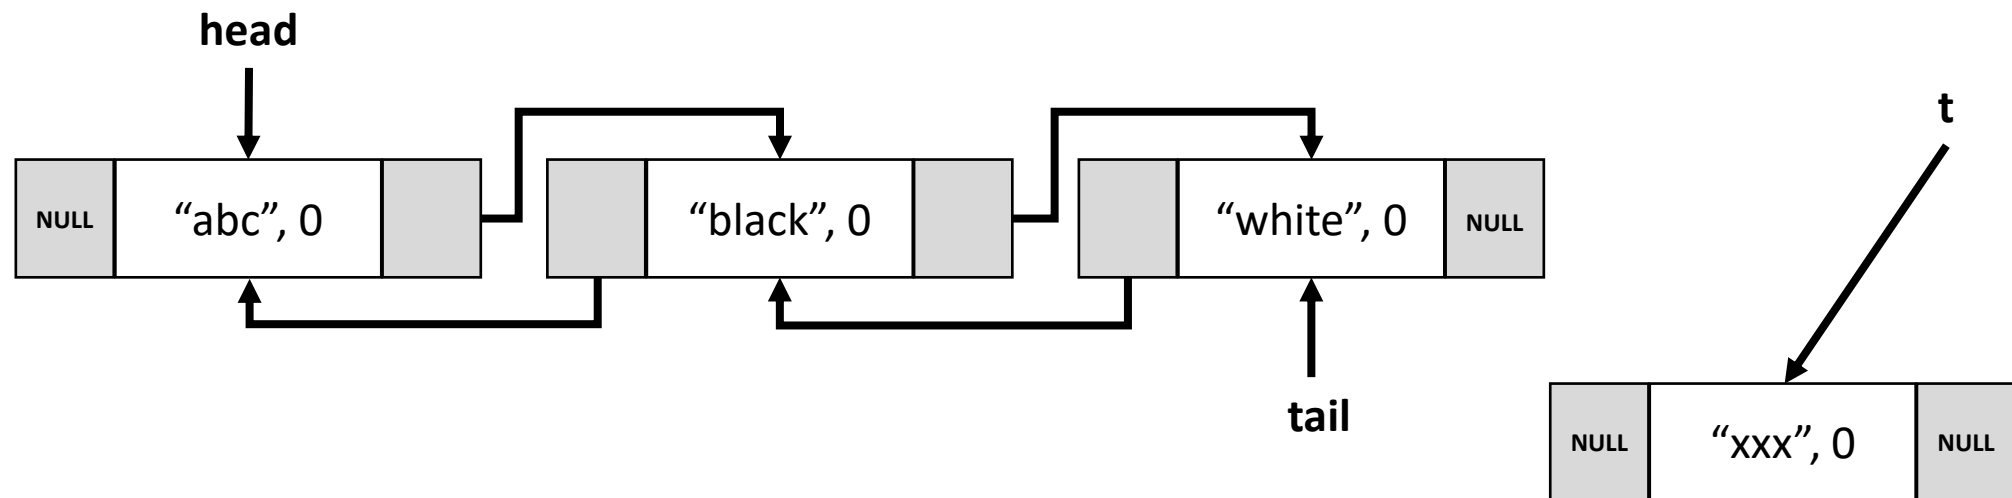 head
t
NULL “abc”, 0 “black”, 0 “white”, 0 NULL
tail
NULL “xxx”, 0 NULL